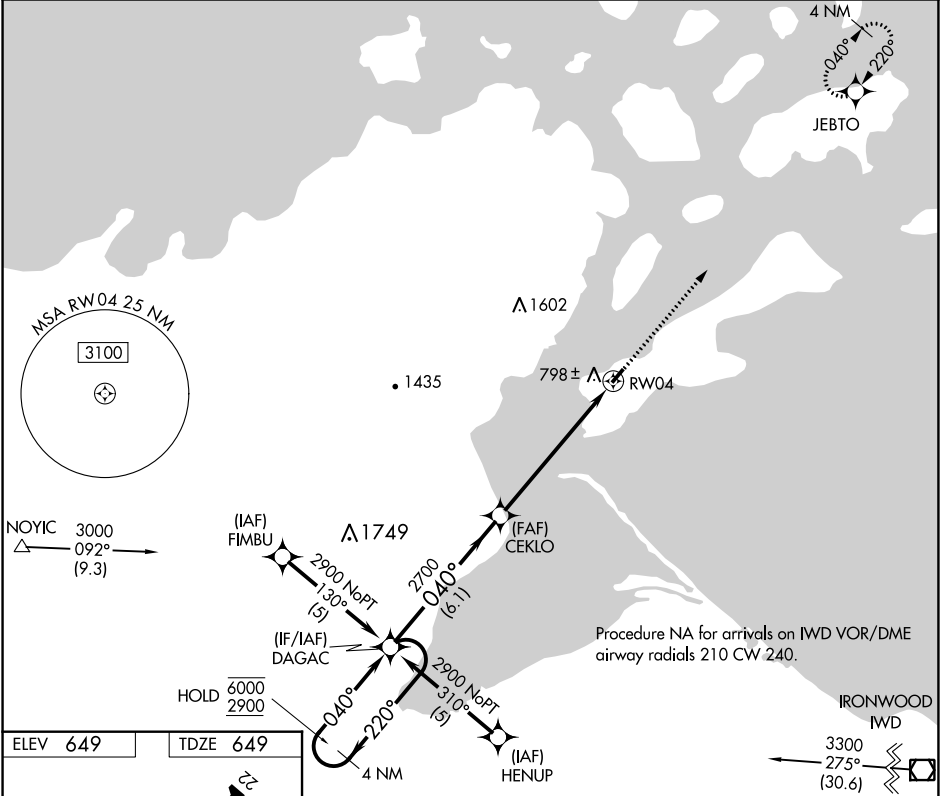 4 NM
040°
220°
JEBTO
MSA RW04 25 NM
3100
1602
1435
798±
RW04
NOYIC
3000
092°
(9.3)
(IAF)
FIMBU
1749
(FAF)
CEKLO
2900 NoPT
130°
(5)
2700
040°
(6.1)
(IF/IAF)
DAGAC
Procedure NA for arrivals on IWD VOR/DME
airway radials 210 CW 240.
HOLD
6000
2900
040°
220°
2900 NoPT
310°
(5)
IRONWOOD
IWD
4 NM
(IAF)
HENUP
3300
275°
(30.6)
ELEV 649
TDZE 649
22